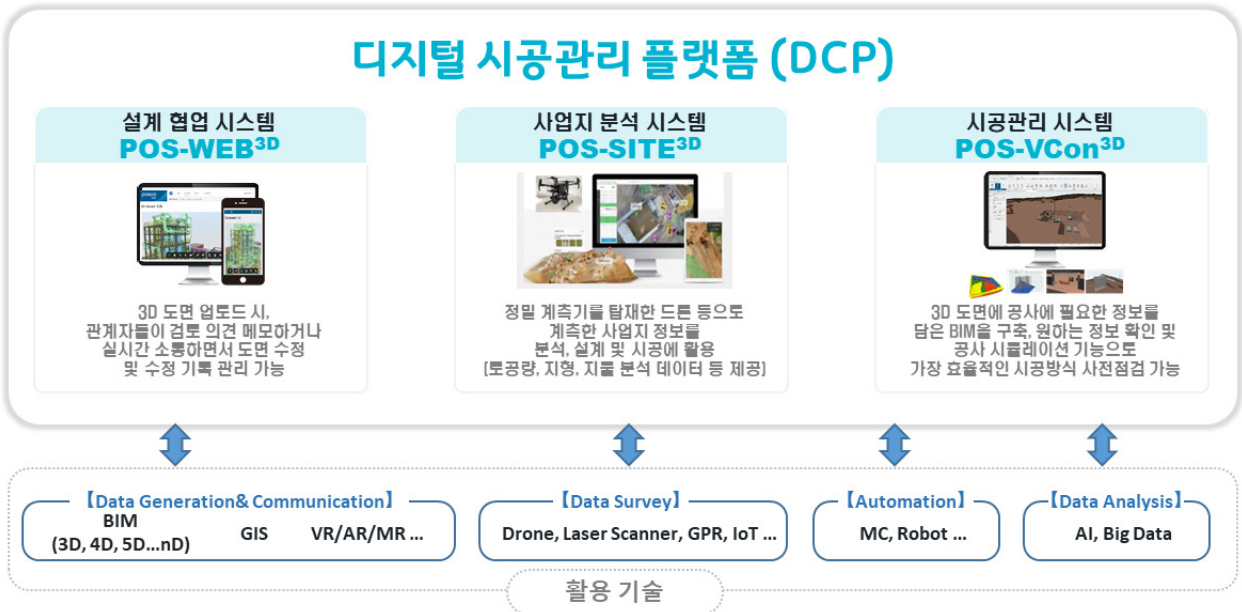 디지털 시공관리 플랫폼 (DCP)
설계 협업 시스템
POS-WEB3D
3D 도면 업로드 시,
관계자들이 검토 의견 메모하거나
실시간 소통하면서 도면 수정
및 수정 기록 관리 가능
사업지 분석 시스템
POS-SITE3D
정밀 계측기를 탑재한 드론 등으로
계측한 사업지 정보를
분석, 설계 및 시공에 활용
[토공량, 지형, 지물 분석 데이터 등 제공]
시공관리 시스템
POS-VCon3D
3D 도면에 공사에 필요한 정보를
담은 BIM을 구축, 원하는 정보 확인 및
공사 시뮬레이션 기능으로
가장 효율적인 시공방식 사전점검 가능
【Data Generation& Communication】
BIM
(3D, 4D, 5D...nD)
GIS
VR/AR/MR ...
【Data Survey】
Drone, Laser Scanner, GPR, IoT ...
【Automation】
MC, Robot ...
【Data Analysis】
AI, Big Data
활용 기술